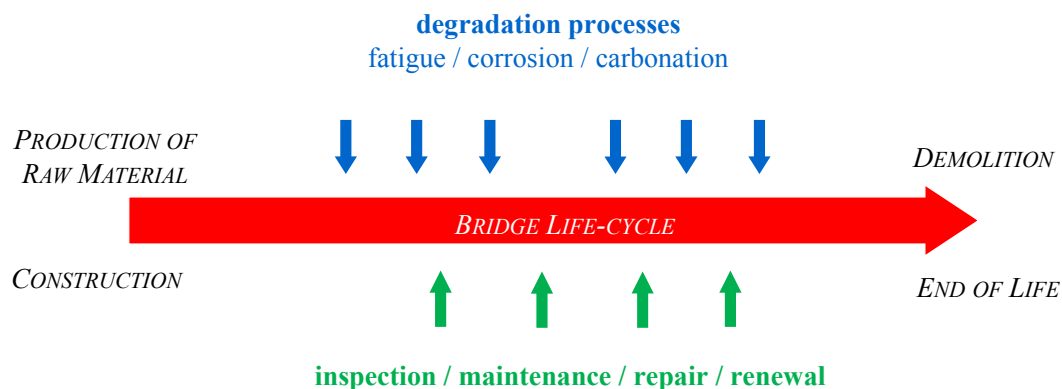 degradation processes
fatigue / corrosion / carbonation
PRODUCTION OF
RAW MATERIAL
DEMOLITION
BRIDGE LIFE-CYCLE
CONSTRUCTION
END OF LIFE
inspection / maintenance / repair / renewal